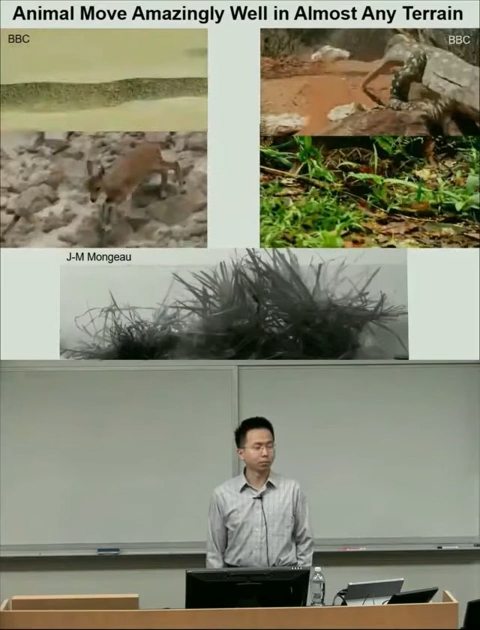 Animal Move Amazingly Well in Almost Any Terrain
BBC
BBC
J-M Mongeau